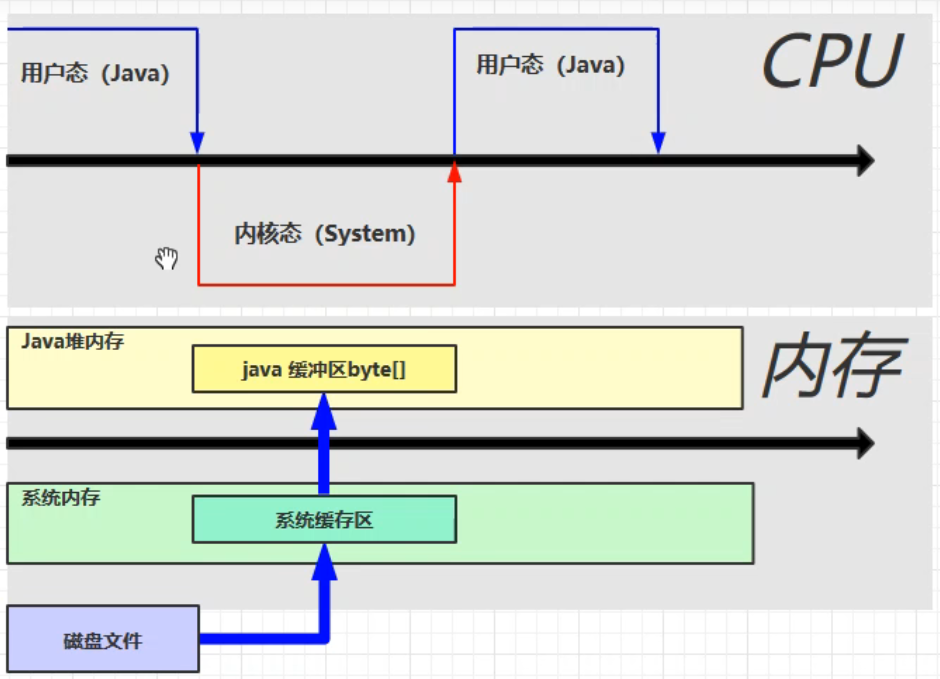 用户态（Java）
用户态（Java）
CPU
内核态（System）
Java堆内存
java 缓冲区byte[]
内存
系统内存
系统缓存区
磁盘文件